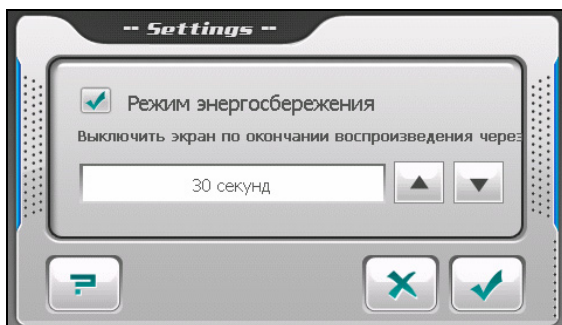 -- Settings --
Режим энергосбережения
Выключить экран по окончании воспроизведения через
30 секунд
?